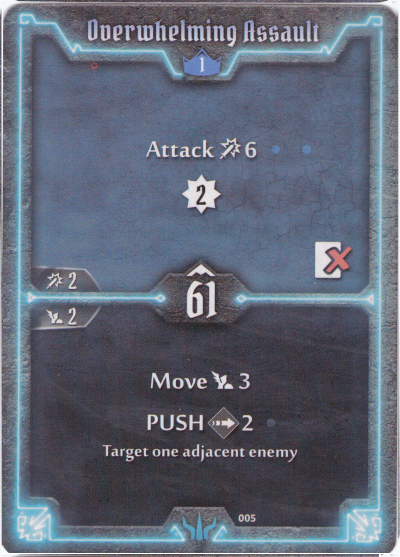 Overwhelming Assault
1
Attack 6
2
2
61
2
Move 3
PUSH 2
Target one adjacent enemy
005